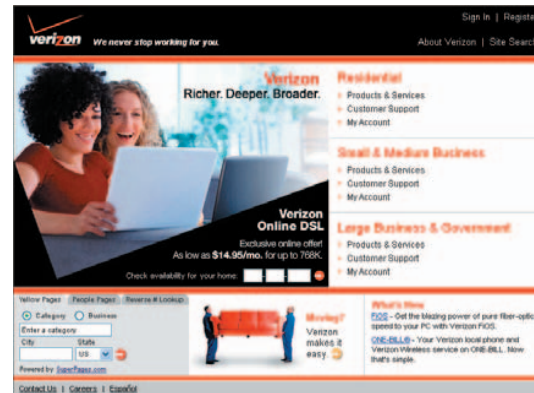 Sign In | Registe
verizon We never stop working for you.
About Verizon | Site Searc
Verizon
Richer. Deeper. Broader.
Verizon
Online DSL
Exclusive online offer!
As low as $14.95/mo. for up to 768K.
Check availability for your home:
Residential
Products & Services
Customer Support
My Account
Small & Medium Business
Products & Services
Customer Support
My Account
Large Business & Government
Products & Services
Customer Support
My Account
Yellow Pages People Pages Reverse # Lookup
Category Business
Enter a category
City State
US
Powered by SuperPages.com
Moving?
Verizon
makes it
easy.
What's New
FiOS - Get the blazing power of pure fiber-optic
speed to your PC with Verizon FiOS.
ONE-BILL® - Your Verizon local phone and
Verizon Wireless service on ONE-BILL. Now
that's simple.
Contact Us | Careers | Español